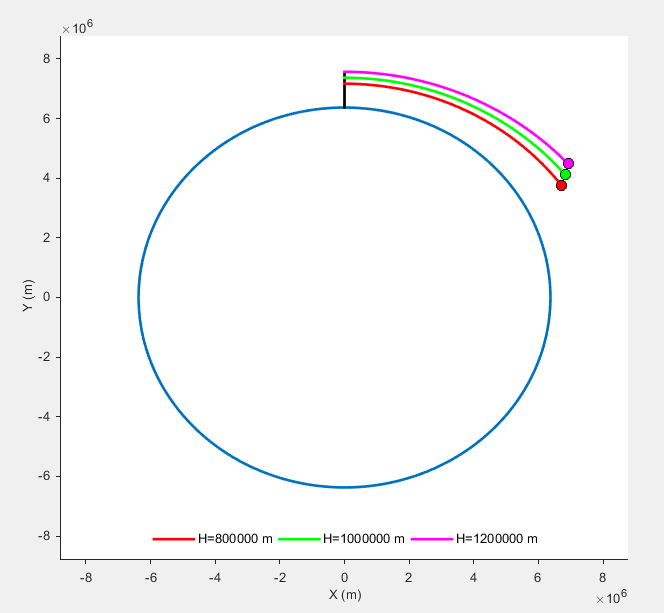 ×10⁶
8
6
4
2
0
-2
-4
-6
-8
Y (m)
H=800000 m H=1000000 m H=1200000 m
-8 -6 -4 -2 0 2 4 6 8
X (m)
×10⁶